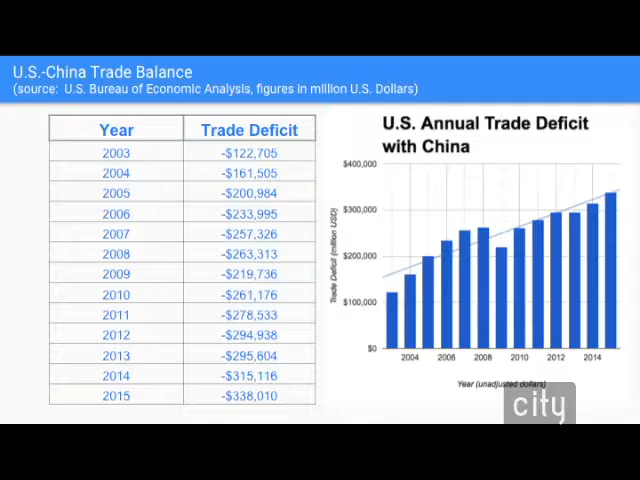 U.S.-China Trade Balance
(source: U.S. Bureau of Economic Analysis, figures in million U.S. Dollars)
Year Trade Deficit
2003 -$122,705
2004 -$161,505
2005 -$200,984
2006 -$233,995
2007 -$257,326
2008 -$263,313
2009 -$219,736
2010 -$261,176
2011 -$278,533
2012 -$294,938
2013 -$295,604
2014 -$315,116
2015 -$338,010
U.S. Annual Trade Deficit
with China
Trade Deficit (million USD)
$400,000
$300,000
$200,000
$100,000
$0
2004 2006 2008 2010 2012 2014
Year (unadjusted dollars)
city